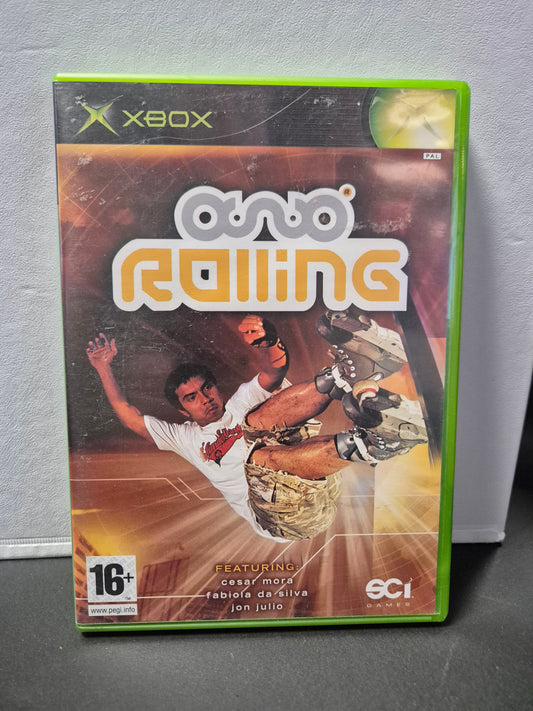 XBOX
PAL
®
ROlliNG
FEATURING:
cesar mora
fabiola da silva
jon julio
16+
www.pegi.info
SCi
GAMES